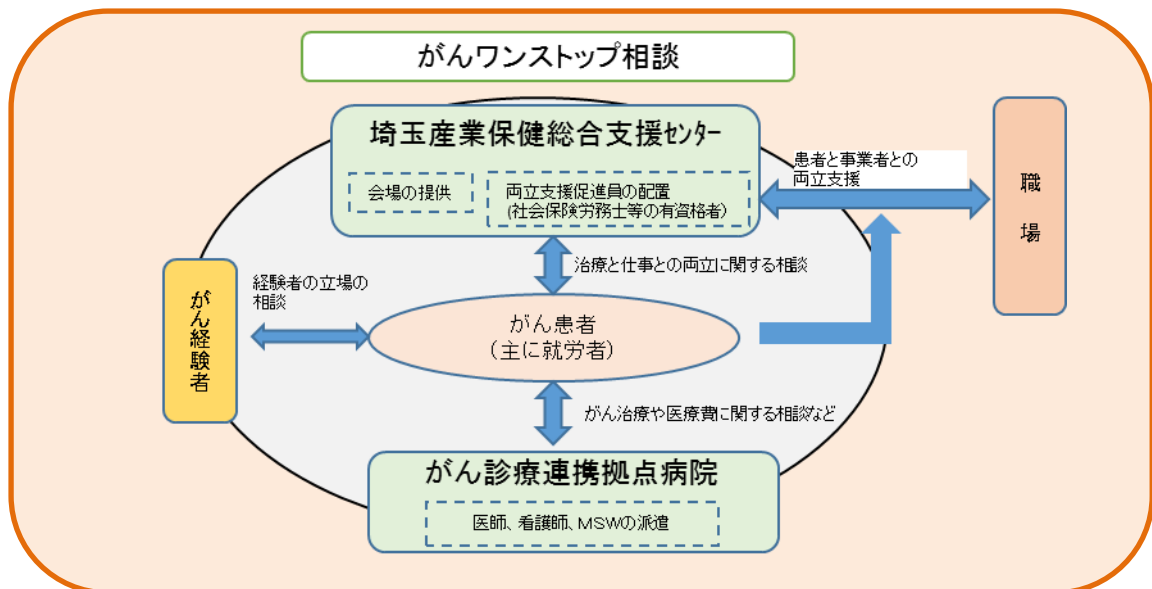 がんワンストップ相談
埼玉産業保健総合支援ｾﾝﾀｰ
会場の提供
両立支援促進員の配置
(社会保険労務士等の有資格者)
患者と事業者との
両立支援
職場
治療と仕事との両立に関する相談
がん経験者
経験者の立場の
相談
がん患者
（主に就労者）
がん治療や医療費に関する相談など
がん診療連携拠点病院
医師、看護師、MSWの派遣